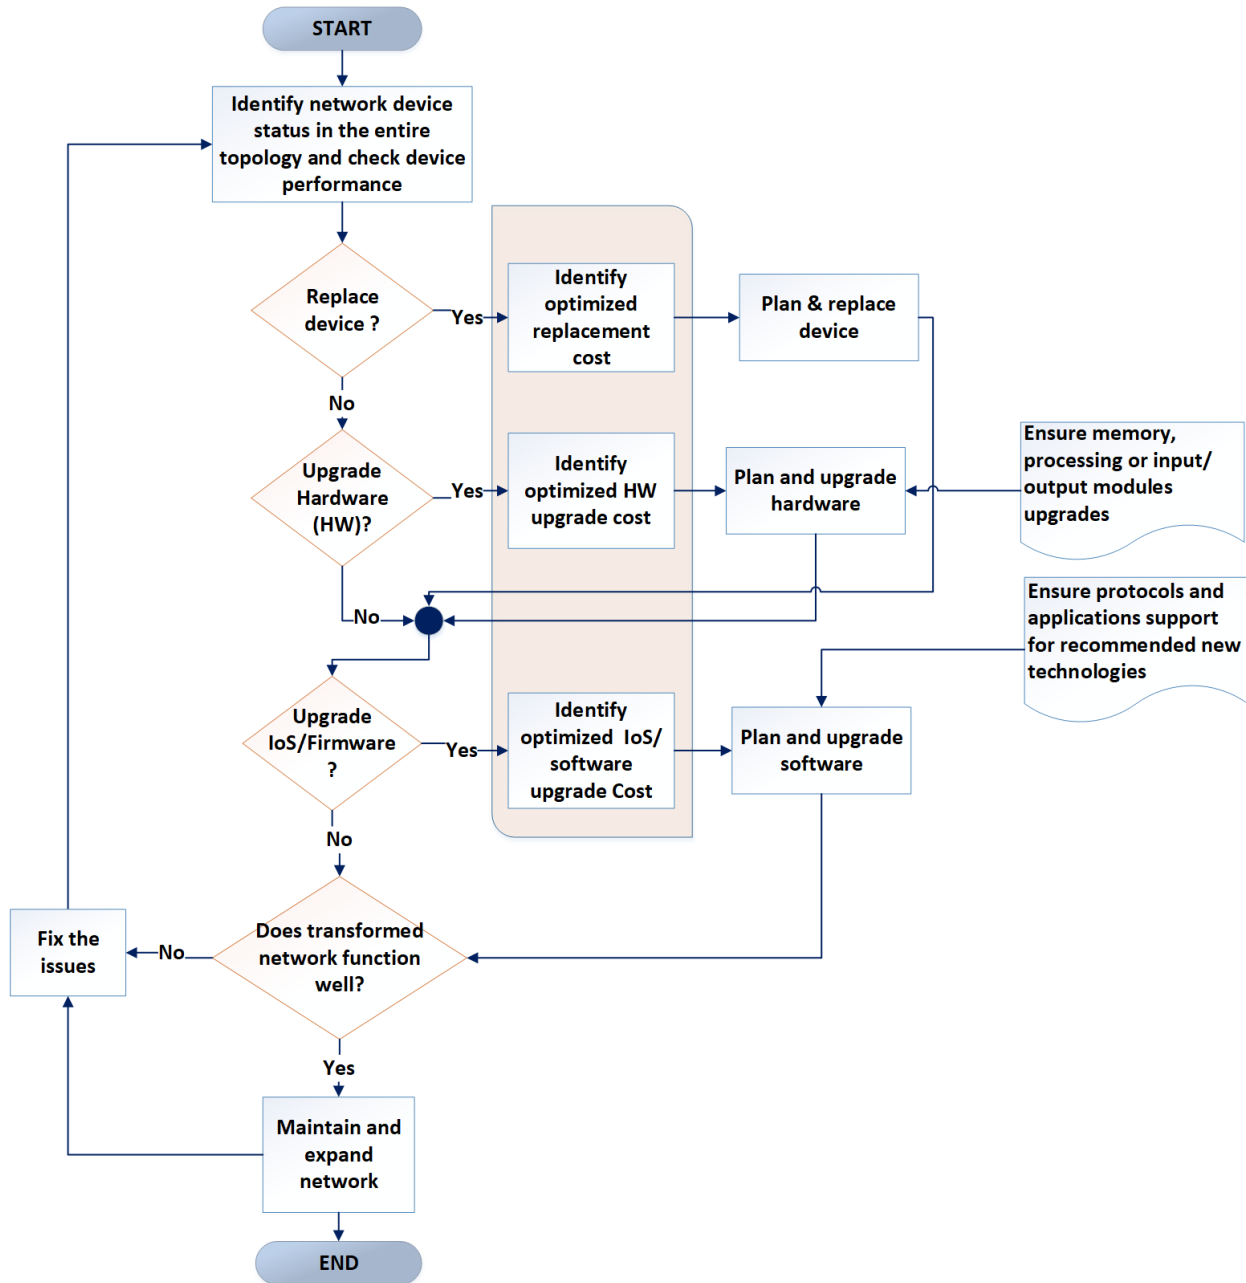 START
Identify network device
status in the entire
topology and check device
performance
Replace
device ?
Yes
Identify
optimized
replacement
cost
Plan & replace
device
No
Upgrade
Hardware
(HW)?
Yes
Identify
optimized HW
upgrade cost
Plan and upgrade
hardware
Ensure memory,
processing or input/
output modules
upgrades
No
Ensure protocols and
applications support
for recommended new
technologies
Upgrade
IoS/Firmware
?
Yes
Identify
optimized IoS/
software
upgrade Cost
Plan and upgrade
software
No
Does transformed
network function
well?
No
Fix the
issues
Yes
Maintain and
expand
network
END